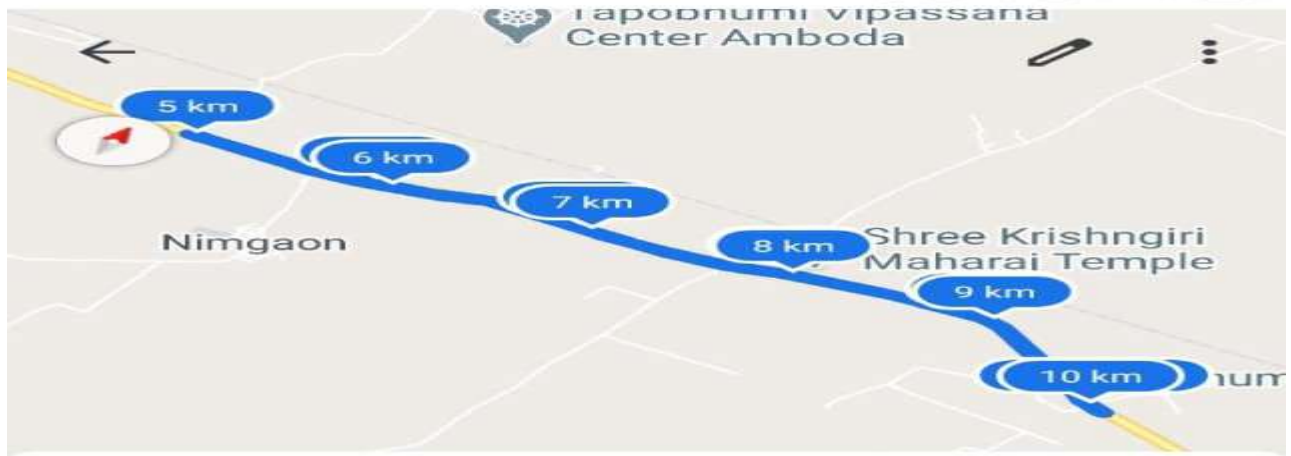 Tapobhumi Vipassana
Center Amboda
5 km
6 km
7 km
Nimgaon
8 km
Shree Krishngiri
Maharaj Temple
9 km
10 km